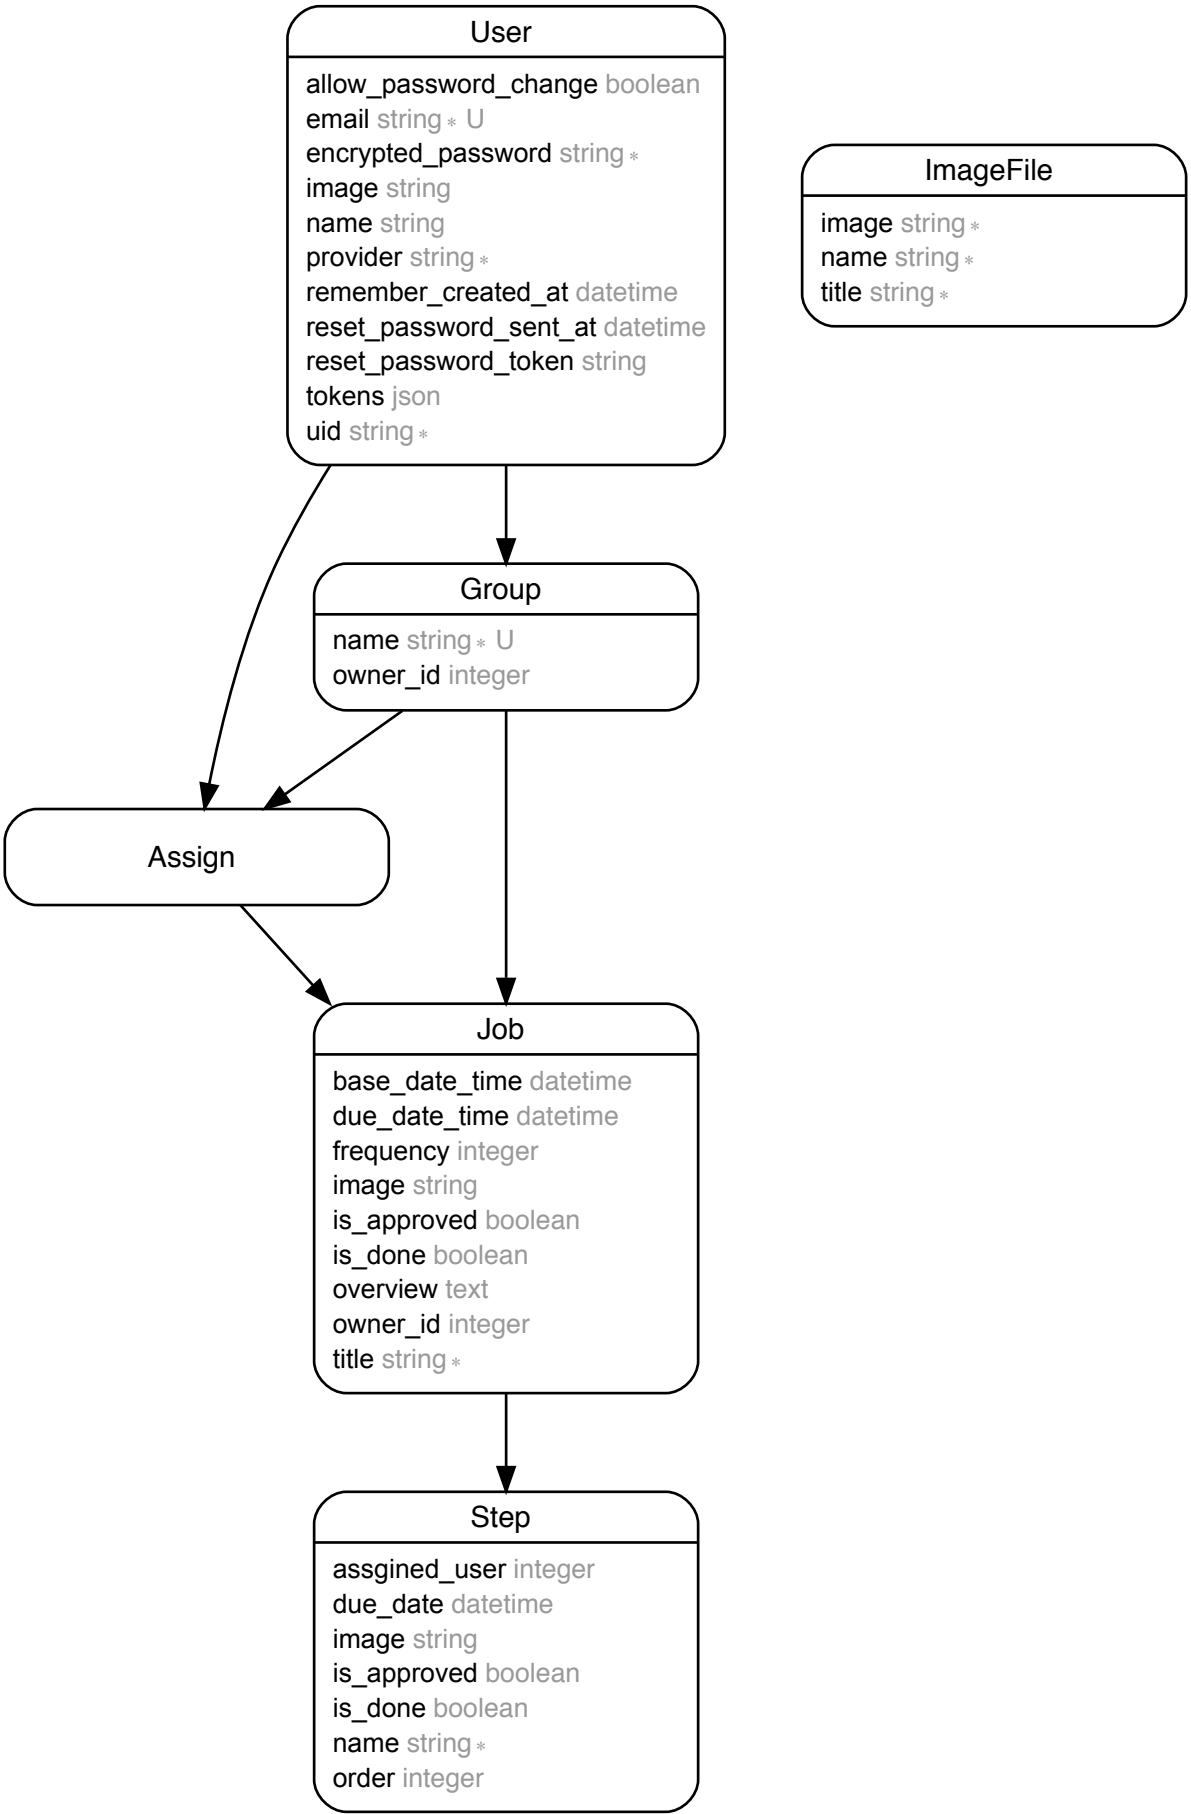 User
allow_password_change boolean
email string * U
encrypted_password string *
image string
name string
provider string *
remember_created_at datetime
reset_password_sent_at datetime
reset_password_token string
tokens json
uid string *
ImageFile
image string *
name string *
title string *
Group
name string * U
owner_id integer
Assign
Job
base_date_time datetime
due_date_time datetime
frequency integer
image string
is_approved boolean
is_done boolean
overview text
owner_id integer
title string *
Step
assgined_user integer
due_date datetime
image string
is_approved boolean
is_done boolean
name string *
order integer